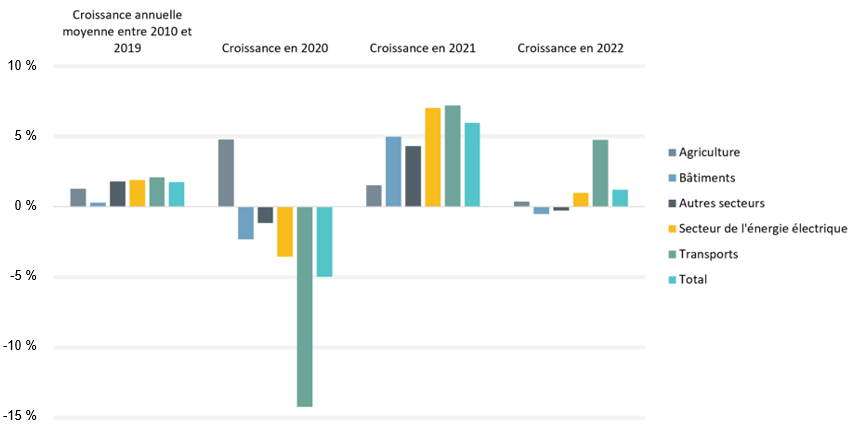 Croissance annuelle
moyenne entre 2010 et
2019
Croissance en 2020
Croissance en 2021
Croissance en 2022
10 %
5 %
0 %
-5 %
-10 %
-15 %
Agriculture
Bâtiments
Autres secteurs
Secteur de l'énergie électrique
Transports
Total